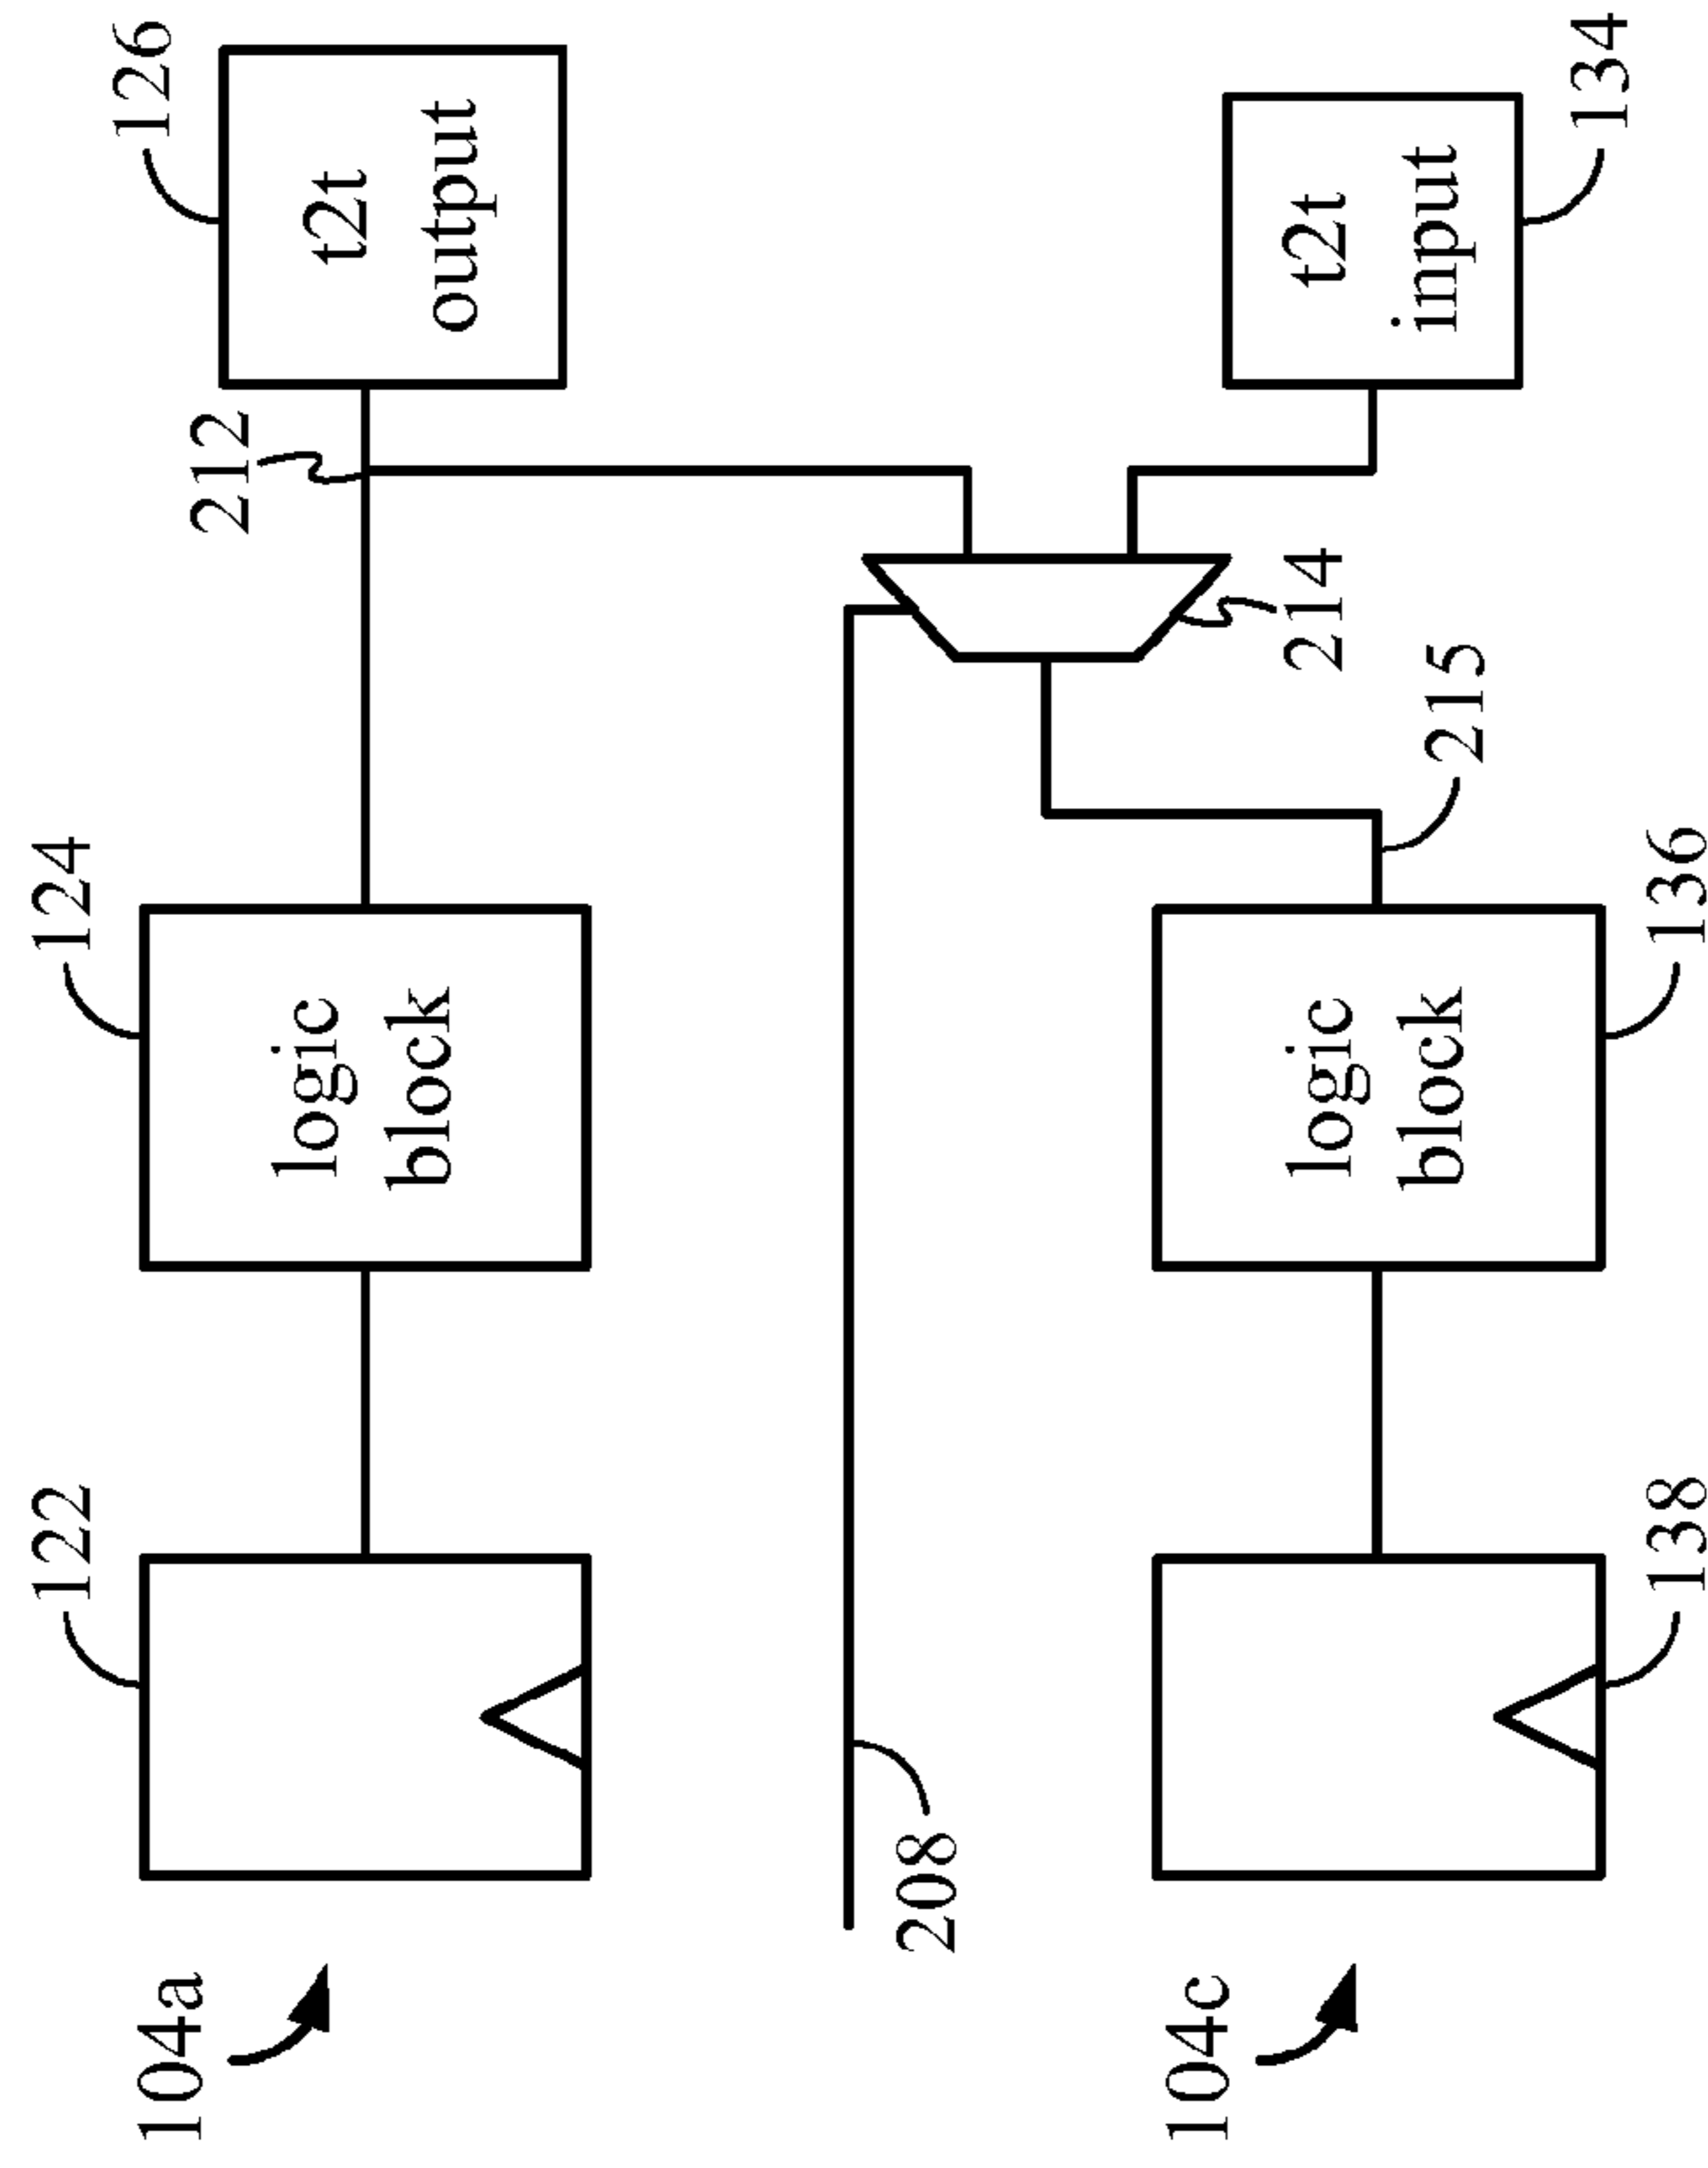 122
124
126
104a
212
logic
block
t2t
output
208
104c
214
logic
block
t2t
input
215
134
138
136